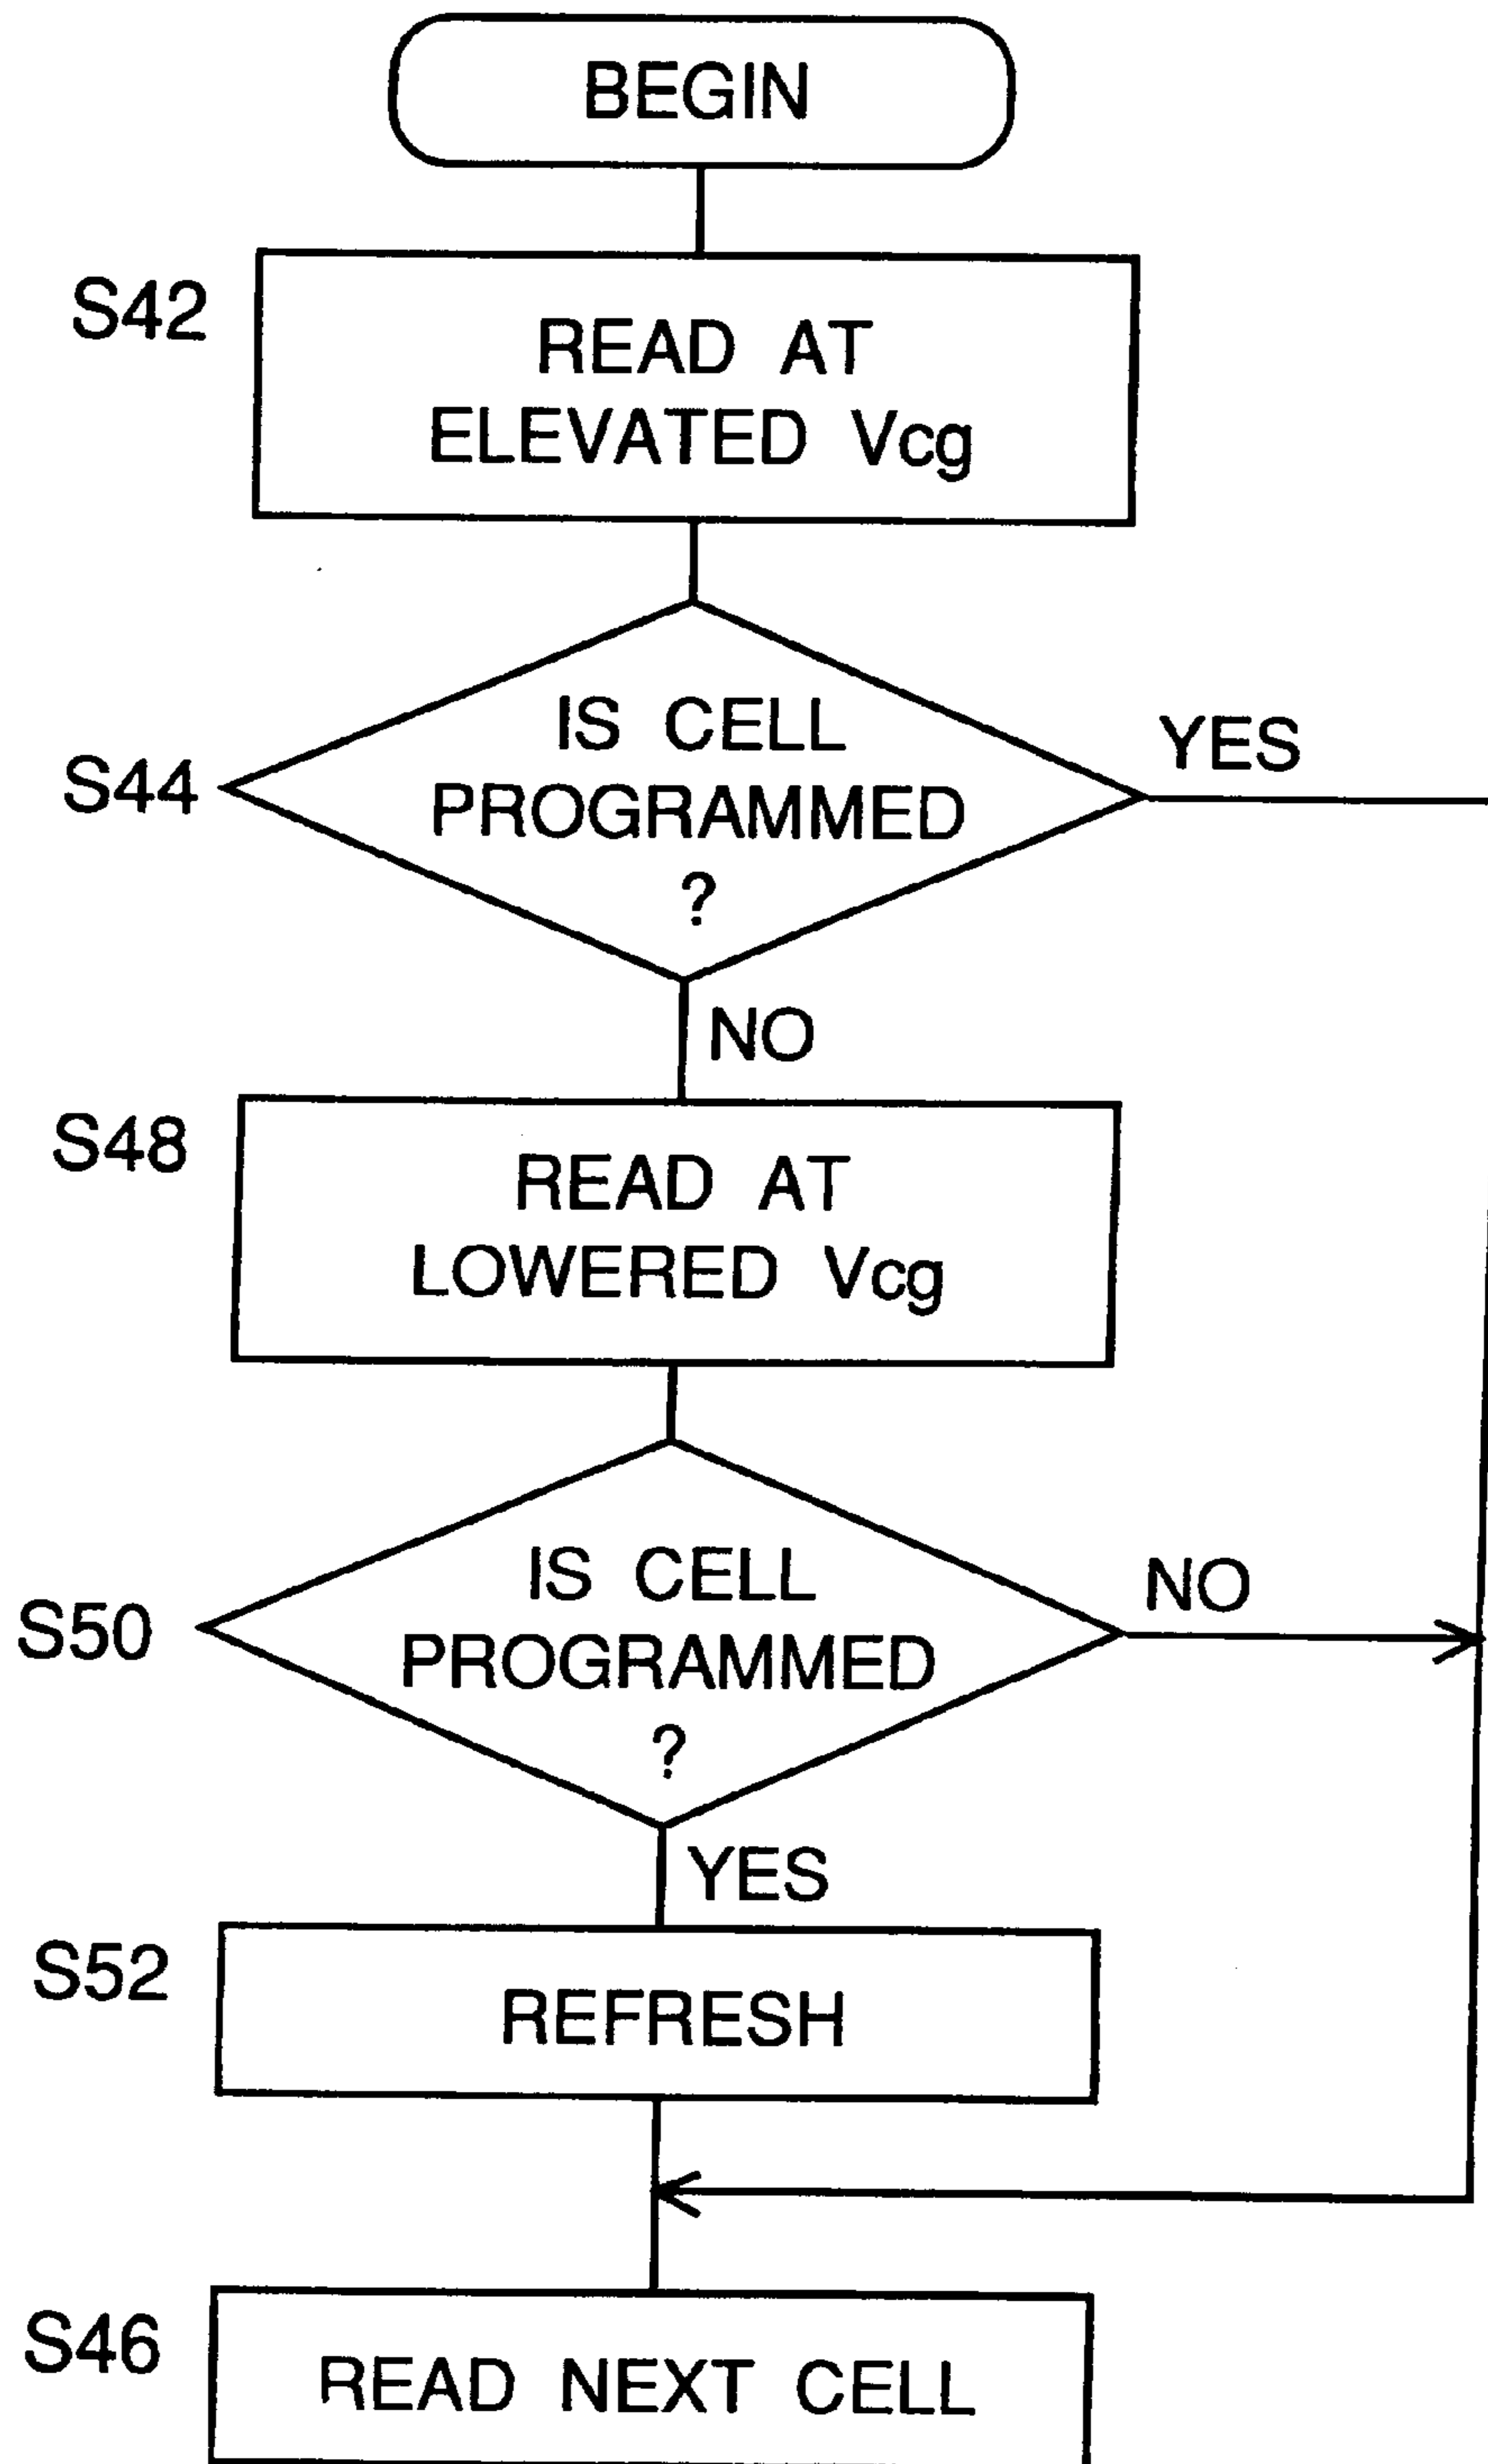 BEGIN
S42
READ AT
ELEVATED Vcg
S44
IS CELL
PROGRAMMED
?
YES
NO
S48
READ AT
LOWERED Vcg
S50
IS CELL
PROGRAMMED
?
NO
YES
S52
REFRESH
S46
READ NEXT CELL